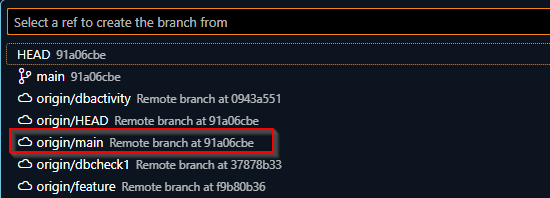 Select a ref to create the branch from
HEAD 91a06cbe
main 91a06cbe
origin/dbactivity Remote branch at 0943a551
origin/HEAD Remote branch at 91a06cbe
origin/main Remote branch at 91a06cbe
origin/dbcheck1 Remote branch at 37878b33
origin/feature Remote branch at f9b80b36